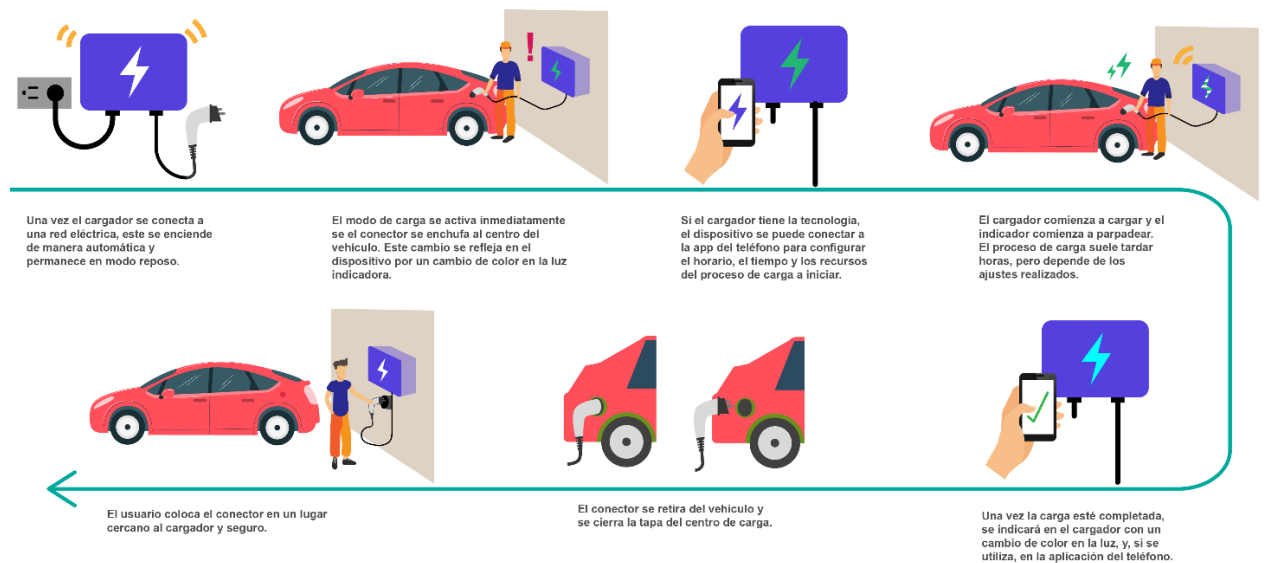 Una vez el cargador se conecta a
una red eléctrica, este se enciende
de manera automática y
permanece en modo reposo.
El modo de carga se activa inmediatamente
se el conector se enchufa al centro del
vehículo. Este cambio se refleja en el
dispositivo por un cambio de color en la luz
indicadora.
Si el cargador tiene la tecnología,
el dispositivo se puede conectar a
la app del teléfono para configurar
el horario, el tiempo y los recursos
del proceso de carga a iniciar.
El cargador comienza a cargar y el
indicador comienza a parpadear.
El proceso de carga suele tardar
horas, pero depende de los
ajustes realizados.
Una vez la carga esté completada,
se indicará en el cargador con un
cambio de color en la luz, y, si se
utiliza, en la aplicación del teléfono.
El conector se retira del vehículo y
se cierra la tapa del centro de carga.
El usuario coloca el conector en un lugar
cercano al cargador y seguro.